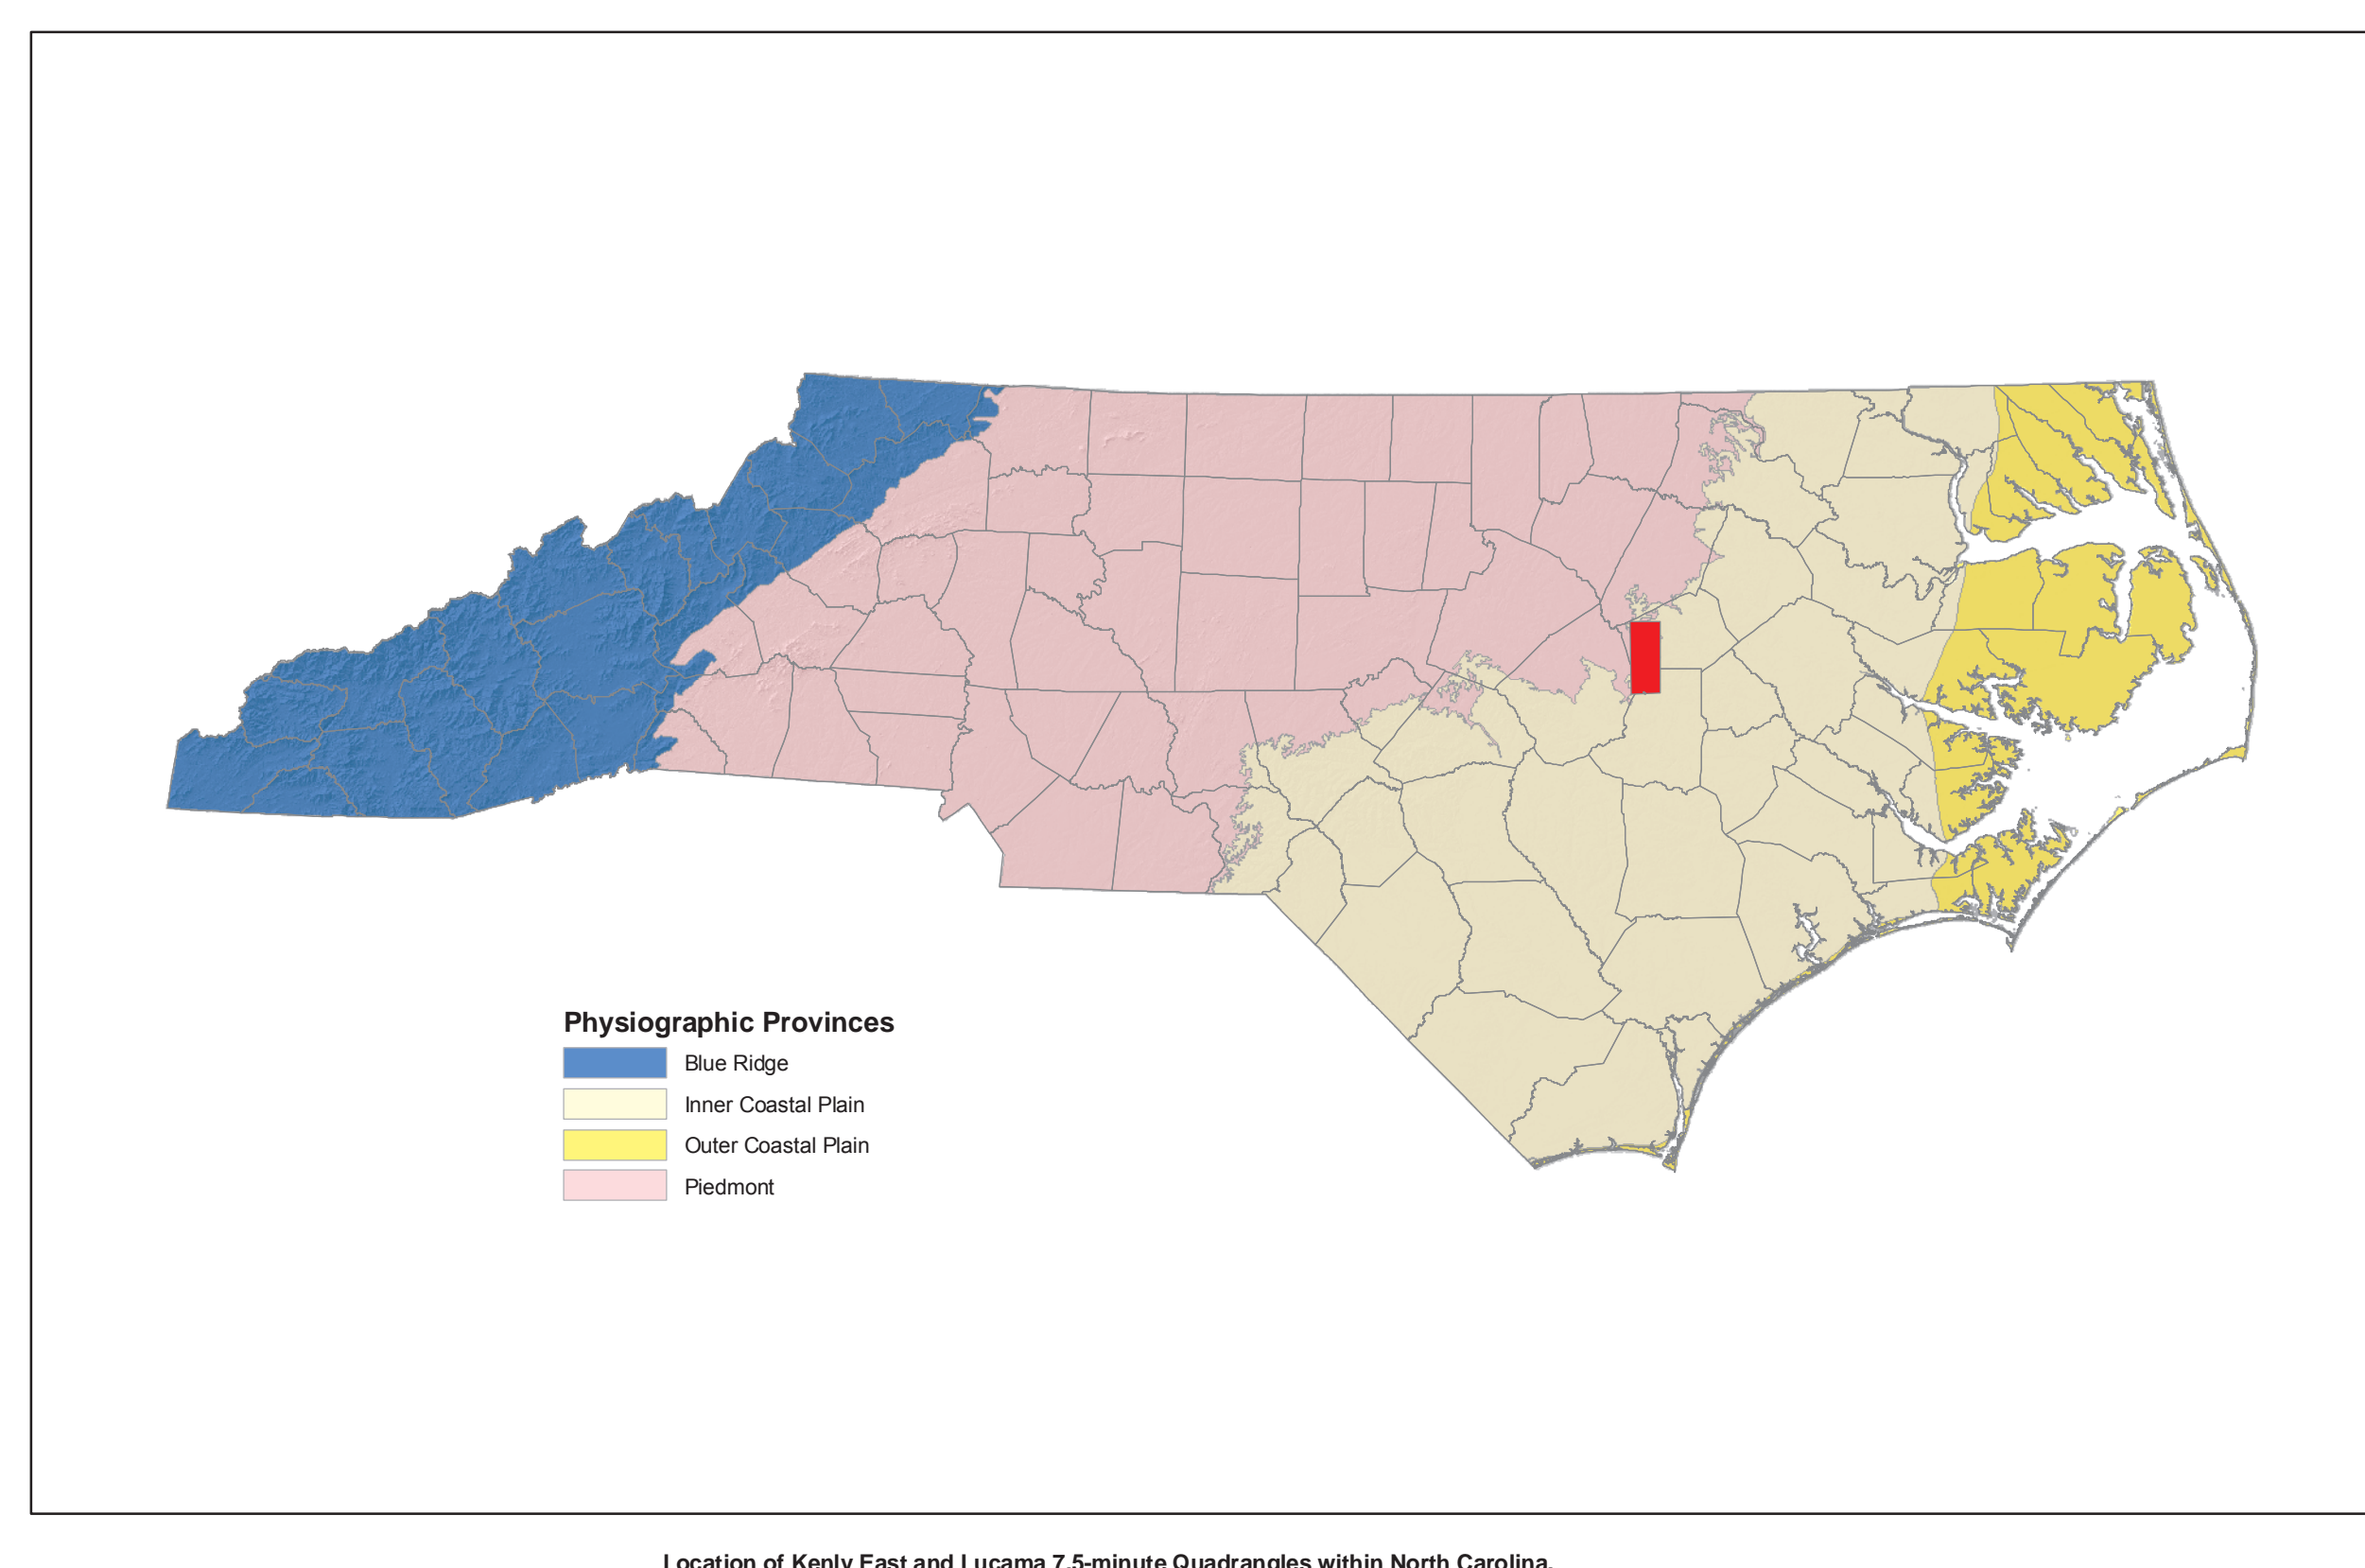 Physiographic Provinces
Blue Ridge
Inner Coastal Plain
Outer Coastal Plain
Piedmont
Location of Kenly East and Lucama 7.5-minute Quadrangles within North Carolina.